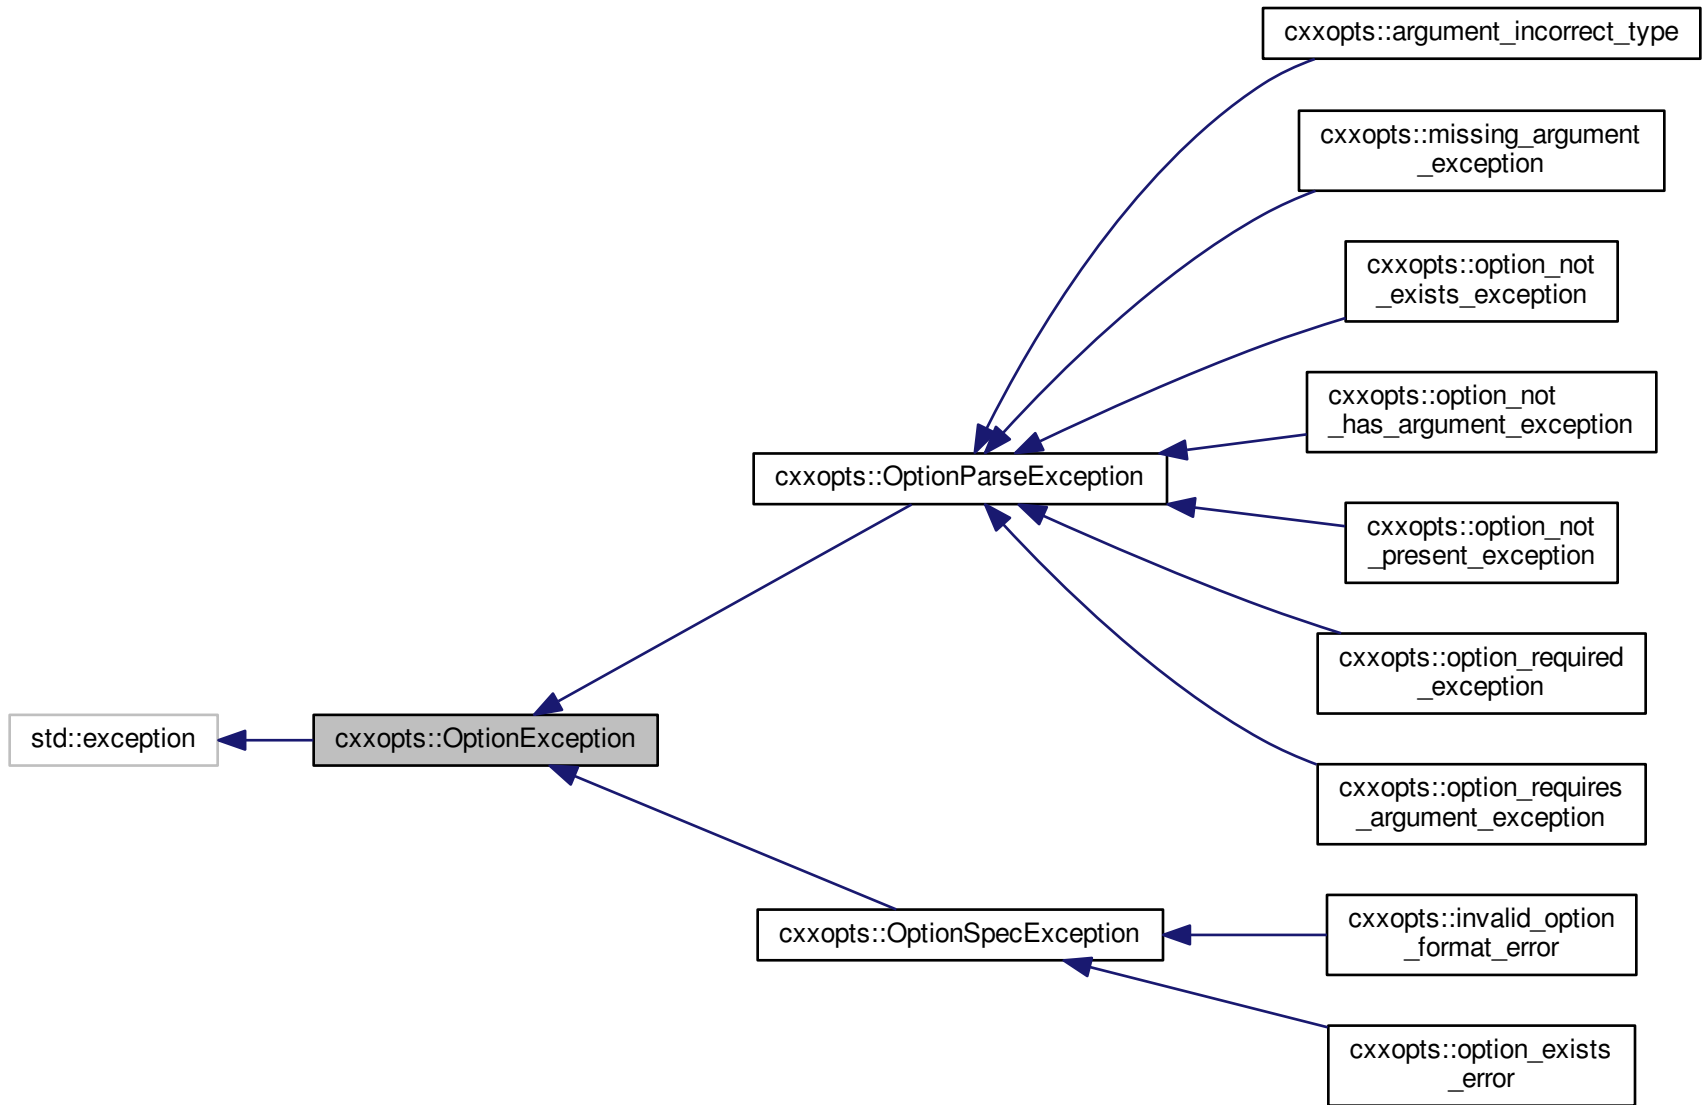 cxxopts::argument_incorrect_type
cxxopts::missing_argument
_exception
cxxopts::option_not
_exists_exception
cxxopts::option_not
_has_argument_exception
cxxopts::OptionParseException
cxxopts::option_not
_present_exception
cxxopts::option_required
_exception
std::exception
cxxopts::OptionException
cxxopts::option_requires
_argument_exception
cxxopts::OptionSpecException
cxxopts::invalid_option
_format_error
cxxopts::option_exists
_error